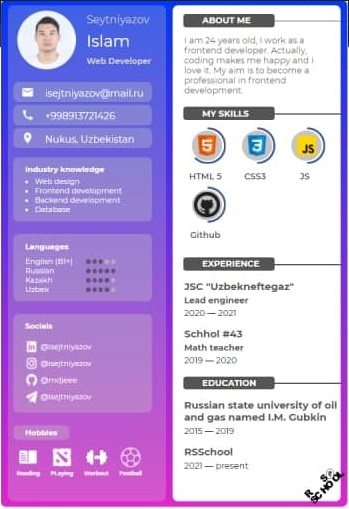 Seytniyazov
Islam
Web Developer
isejtniyazov@mail.ru
+998913721426
Nukus, Uzbekistan
Industry knowledge
Web design
Frontend development
Backend development
Database
Languages
English (B1+)
Russian
Kazakh
Uzbek
Socials
@isejtniyazov
@isejtniyazov
@mdjeee
@isejtniyazov
Hobbies
Reading
PLaying
Workout
Football
ABOUT ME
I am 24 years old, I work as a
frontend developer. Actually,
coding makes me happy and I
love it. My aim is to become a
professional in frontend
development.
MY SKILLS
5
3
JS
HTML 5
CSS3
JS
Github
EXPERIENCE
JSC "Uzbekneftegaz"
Lead engineer
2020 — 2021
Schhol #43
Math teacher
2019 — 2020
EDUCATION
Russian state university of oil
and gas named I.M. Gubkin
2015 — 2019
RSSchool
2021 — present
RS
SCHOOL